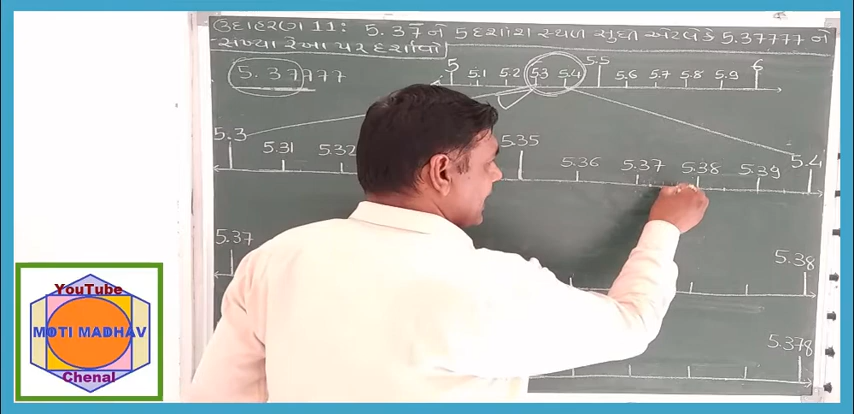 ઉદાહરણ 11: 5.37̅ ને 5 દશાંશ સ્થળ સુધી એટલે કે 5.37777 ને
સંખ્યા રેખા પર દર્શાવો
5.37777
5 5.1 5.2 5.3 5.4 5.5 5.6 5.7 5.8 5.9 6
5.3 5.31 5.32 5.35 5.36 5.37 5.38 5.39 5.4
5.37 5.38
5.378
YouTube
MOTI MADHAV
Chenal